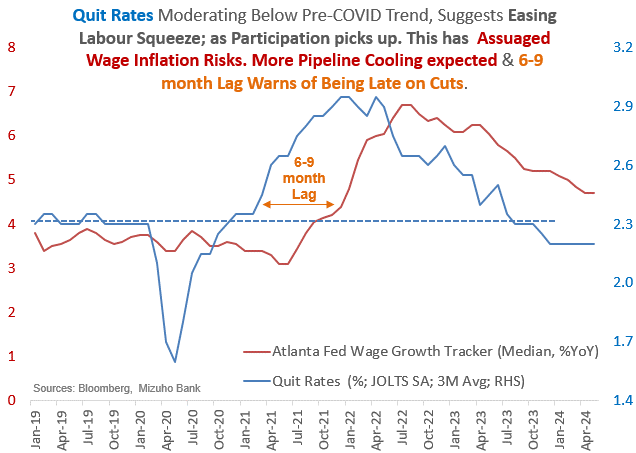 Quit Rates Moderating Below Pre-COVID Trend, Suggests Easing
Labour Squeeze; as Participation picks up. This has Assuaged
Wage Inflation Risks. More Pipeline Cooling expected & 6-9
month Lag Warns of Being Late on Cuts.
8
7
6
5
4
3
2
1
0
3.2
2.9
2.6
2.3
2.0
1.7
1.4
6-9
month
Lag
Atlanta Fed Wage Growth Tracker (Median, %YoY)
Quit Rates (%; JOLTS SA; 3M Avg; RHS)
Sources: Bloomberg, Mizuho Bank
Jan-19
Apr-19
Jul-19
Oct-19
Jan-20
Apr-20
Jul-20
Oct-20
Jan-21
Apr-21
Jul-21
Oct-21
Jan-22
Apr-22
Jul-22
Oct-22
Jan-23
Apr-23
Jul-23
Oct-23
Jan-24
Apr-24